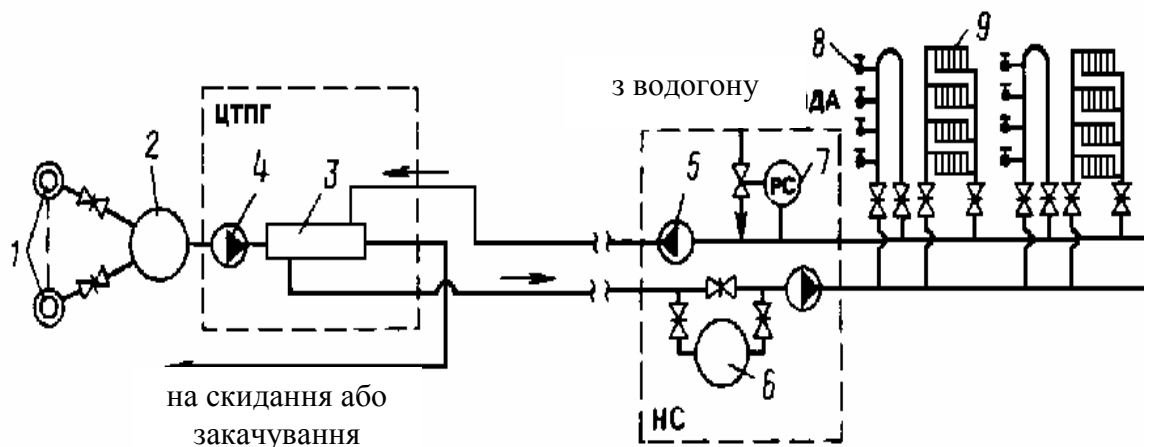 8
9
з водогону
ДА
ЦТПГ
2
4
3
5
РС
7
1
6
на скидання або
закачування
НС